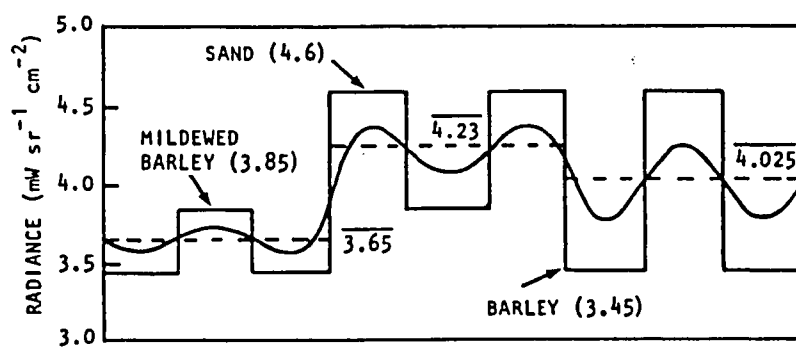 RADIANCE (mW sr⁻¹ cm⁻²)
5.0
4.5
4.0
3.5
3.0
SAND (4.6)
MILDEWED
BARLEY (3.85)
3.65
4.23
4.025
BARLEY (3.45)